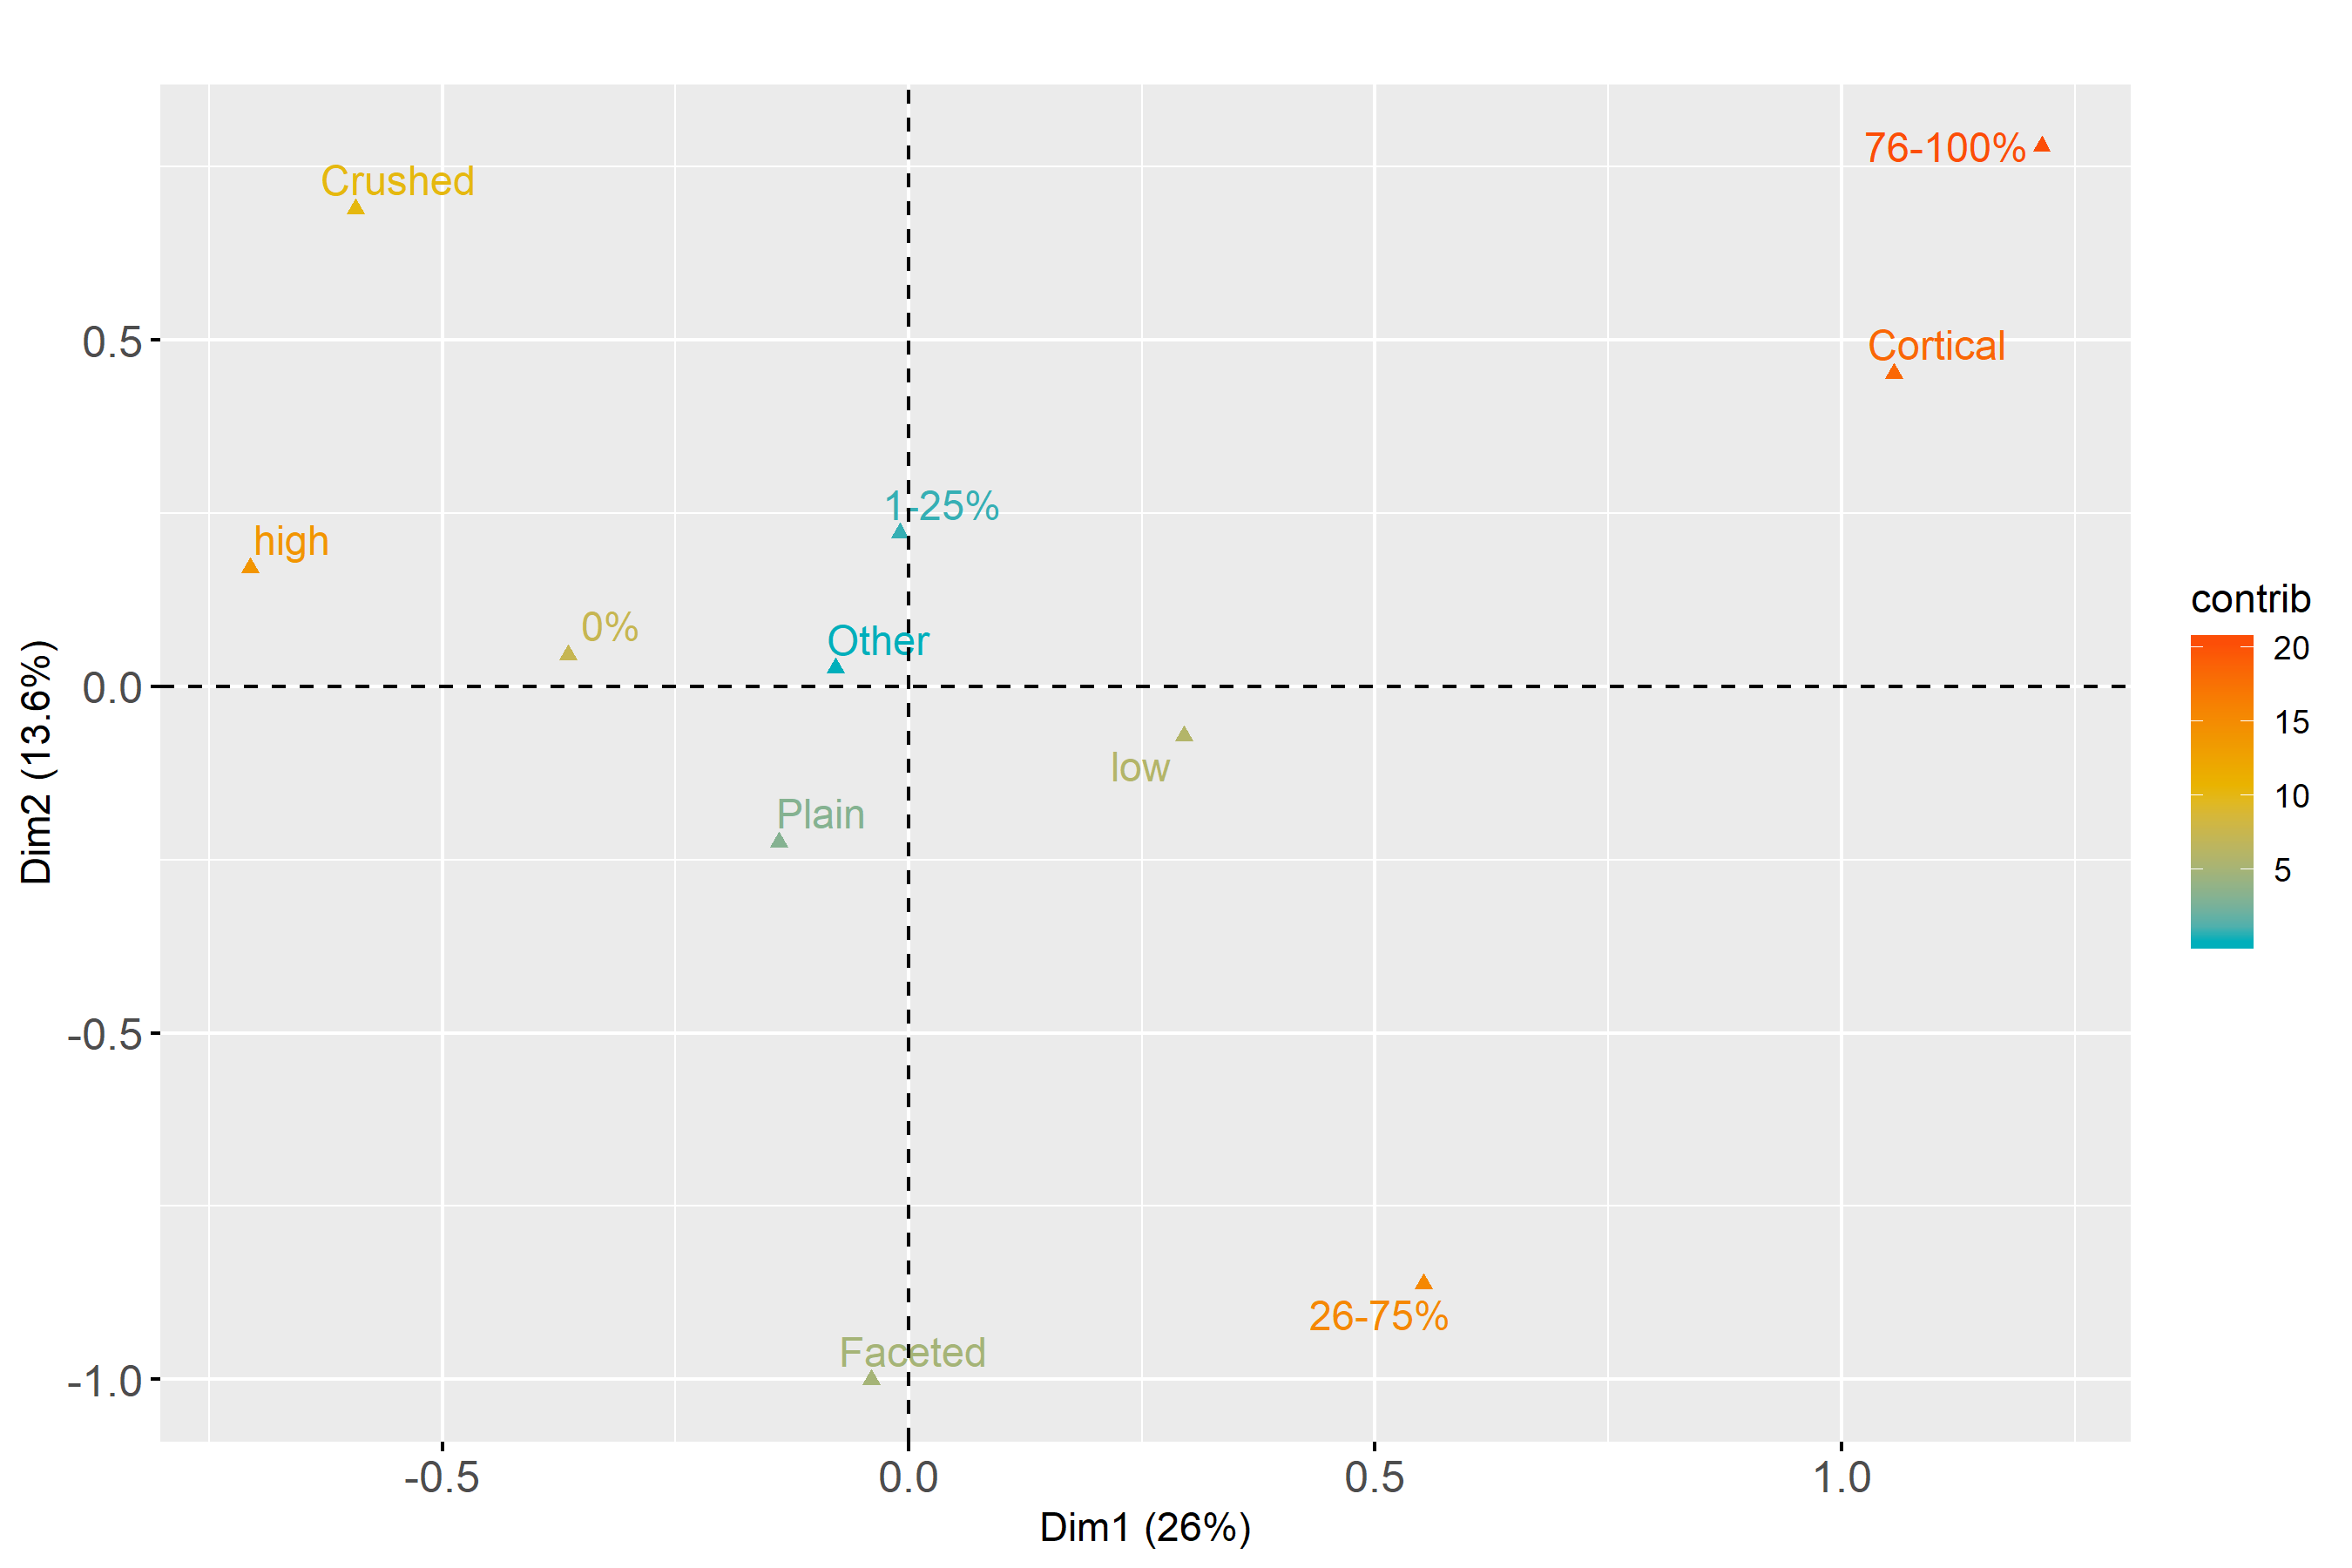 76-100%
Crushed
Cortical
0.5
1-25%
high
0%
Other
0.0
low
Plain
-0.5
26-75%
Faceted
-1.0
-0.5
0.0
0.5
1.0
Dim1 (26%)
Dim2 (13.6%)
contrib
20
15
10
5